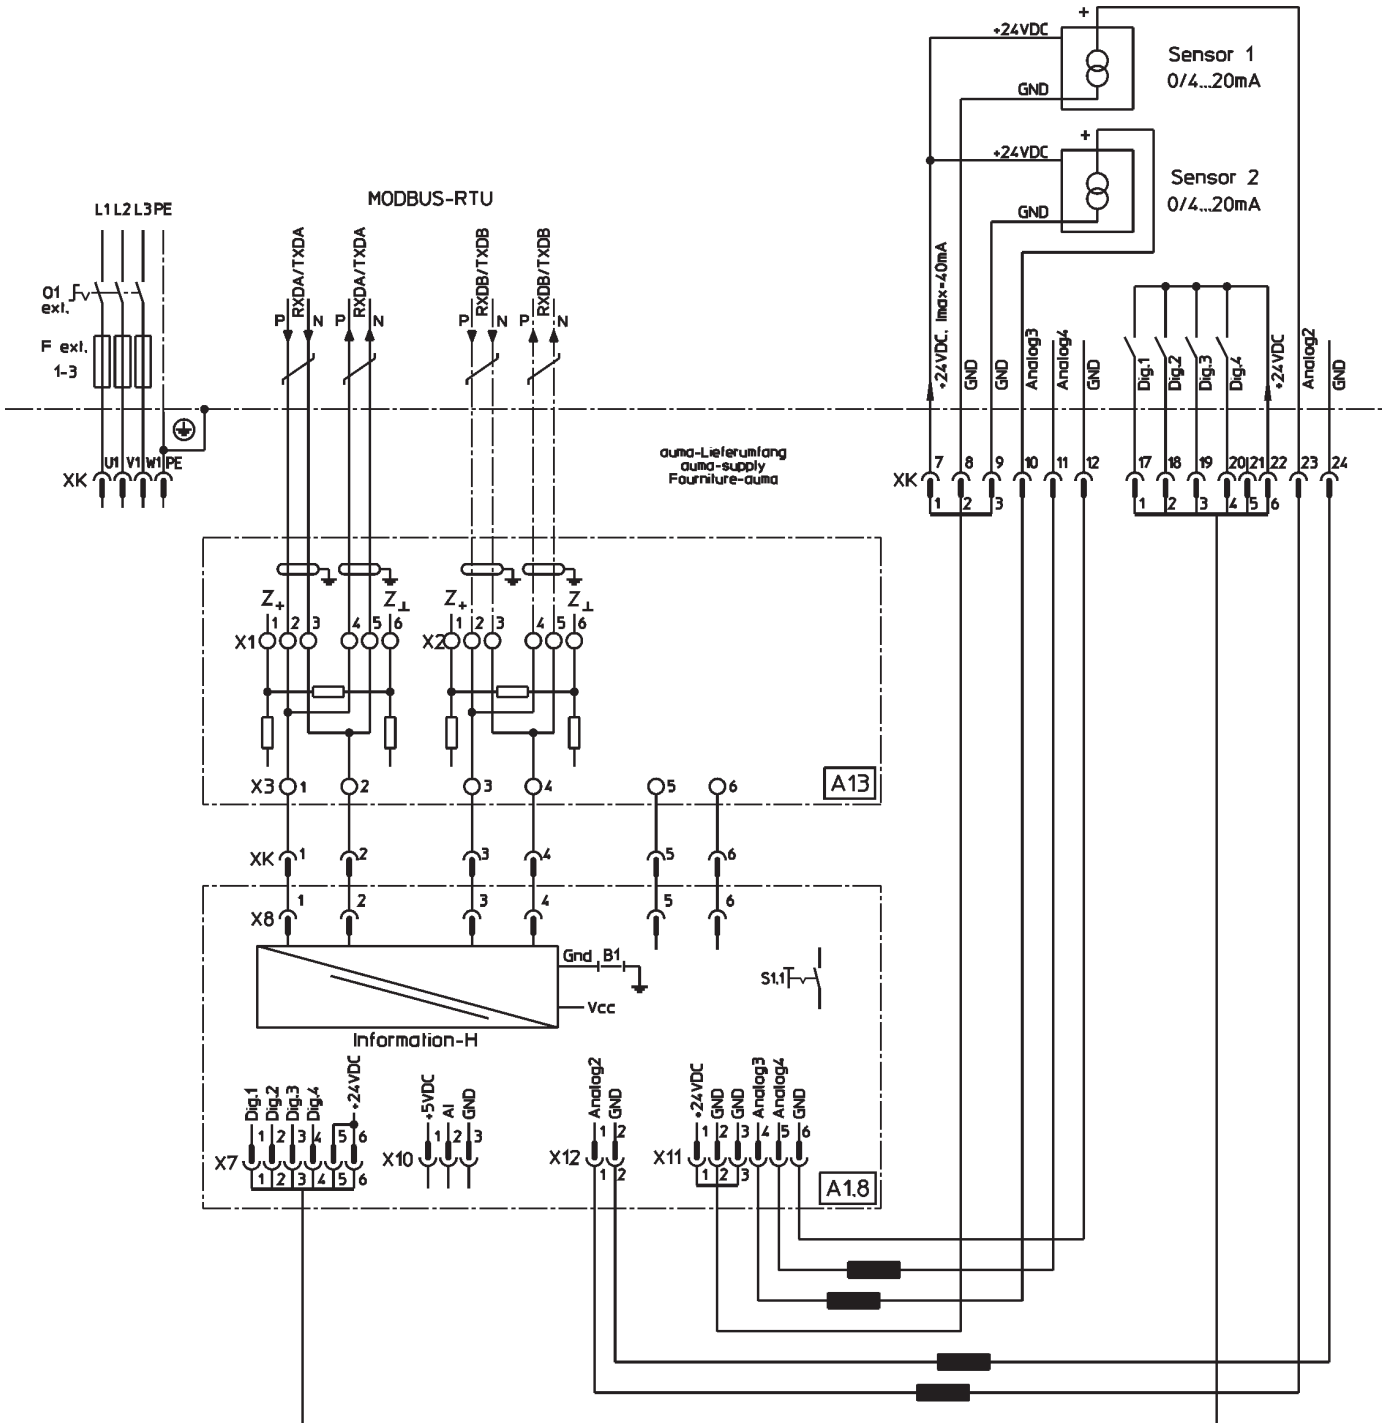 +
+24VDC
Sensor 1
0/4...20mA
GND
+
+24VDC
Sensor 2
0/4...20mA
GND
MODBUS-RTU
L1 L2 L3 PE
RXDA/TXDA
RXDA/TXDA
RXDB/TXDB
RXDB/TXDB
P N P N P N P N
Q1
ext.
F ext.
1-3
+24VDC, Imax=40mA
GND
GND
Analog3
Analog4
GND
Dig.1
Dig.2
Dig.3
Dig.4
+24VDC
Analog2
GND
auma-Lieferumfang
auma-supply
Fourniture-auma
XK U1 V1 W1 PE
XK 7 8 9 10 11 12 17 18 19 20 21 22 23 24
1 2 3 1 2 3 4 5 6
Z+ Z⊥ Z+ Z⊥
X1 1 2 3 4 5 6 X2 1 2 3 4 5 6
X3 1 2 3 4 5 6
A13
XK 1 2 3 4 5 6
X8 1 2 3 4 5 6
Gnd B1
S1.1
Vcc
Information-H
Dig.1
Dig.2
Dig.3
Dig.4
+24VDC
+5VDC
AI
GND
Analog2
GND
+24VDC
GND
GND
Analog3
Analog4
GND
1 2 3 4 5 6 1 2 3 1 2 1 2 3 4 5 6
X7 X10 X12 X11
1 2 3 4 5 6 1 2 1 2 3
A1.8